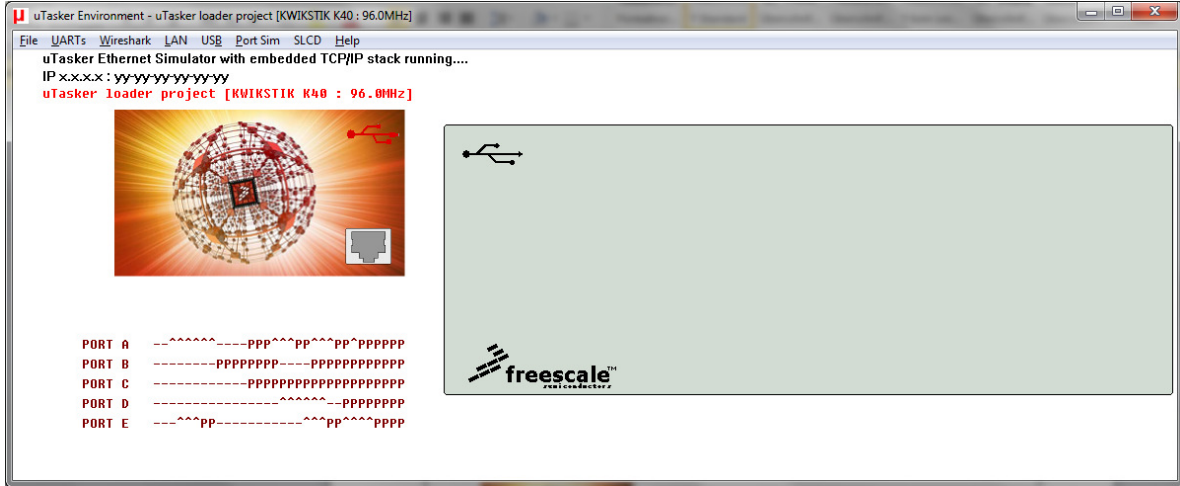 uTasker Environment - uTasker loader project [KWIKSTIK K40 : 96.0MHz]
File UARTs Wireshark LAN USB Port Sim SLCD Help
uTasker Ethernet Simulator with embedded TCP/IP stack running....
IP x.x.x.x : yy-yy-yy-yy-yy-yy
uTasker loader project [KWIKSTIK K40 : 96.0MHz]
PORT A --^^^^^^----PPP^^^PP^^^PP^PPPPPP
PORT B --------PPPPPPPP----PPPPPPPPPPPP
PORT C ------------PPPPPPPPPPPPPPPPPPPP
PORT D ----------------^^^^^^--PPPPPPPP
PORT E ---^^^PP-----------^^^PP^^^^PPPP
freescale™
semiconductors